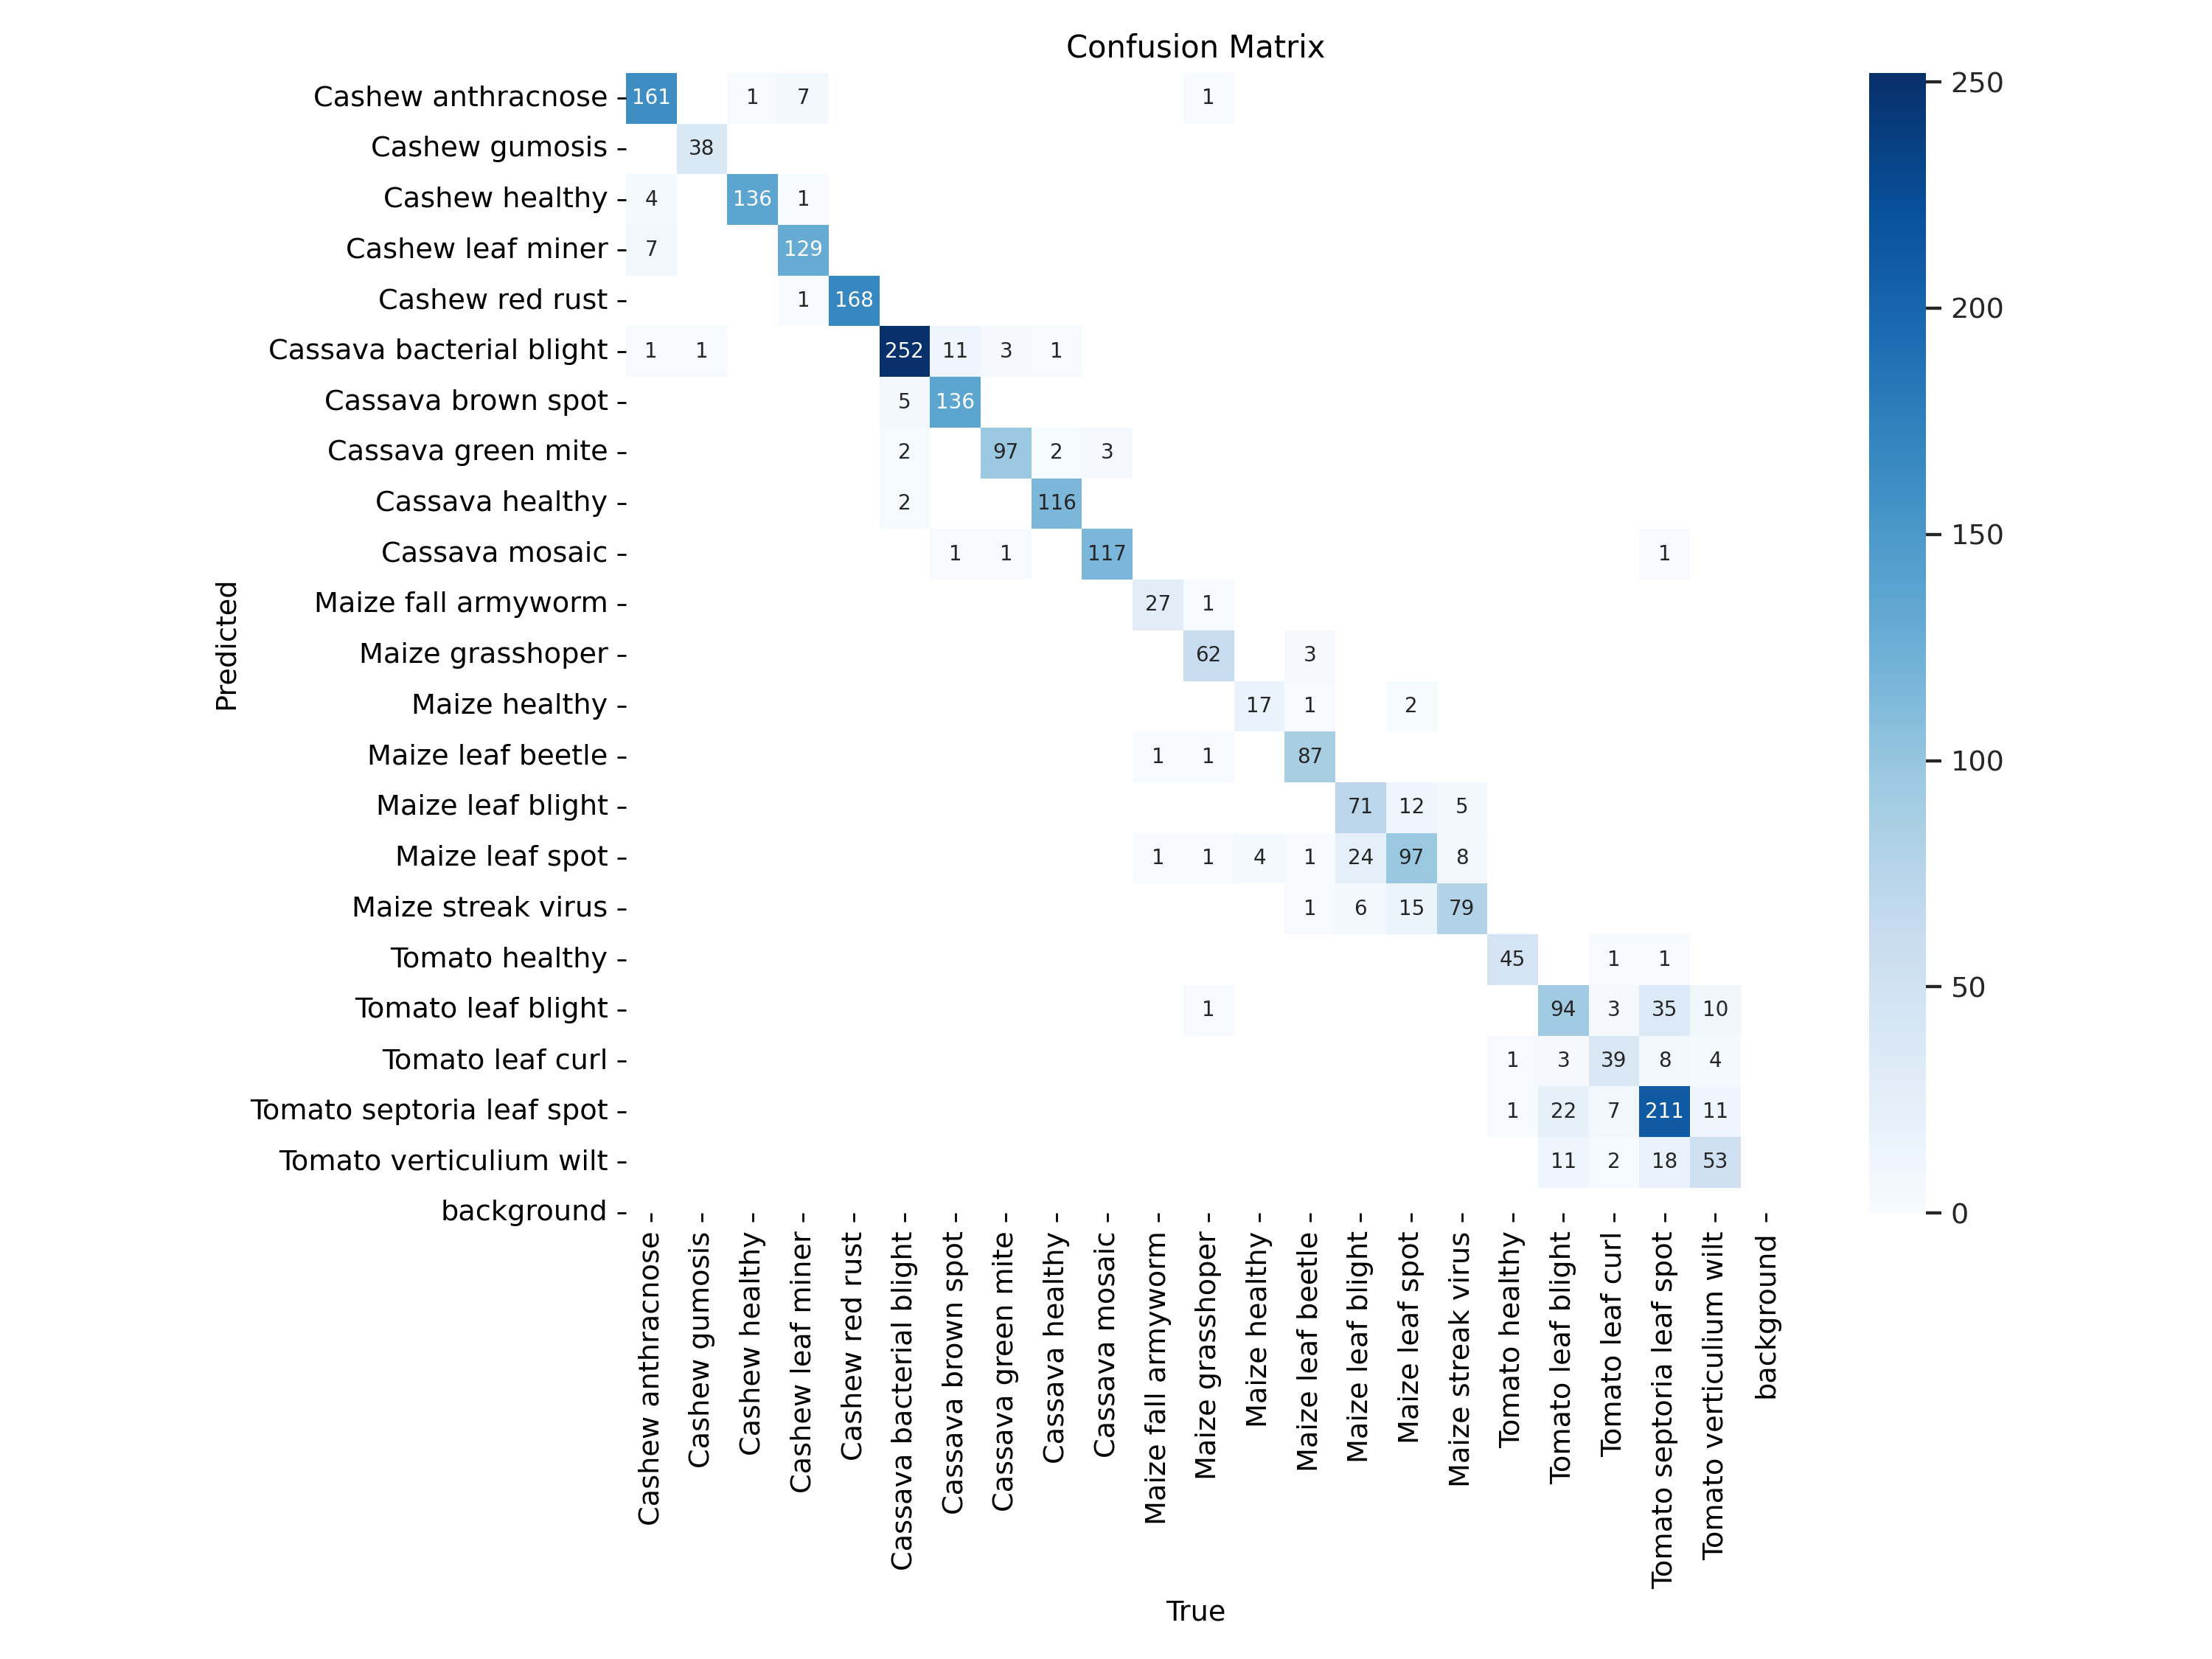 Confusion Matrix
Cashew anthracnose 161 1 7 1
Cashew gumosis 38
Cashew healthy 4 136 1
Cashew leaf miner 7 129
Cashew red rust 1 168
Cassava bacterial blight 1 1 252 11 3 1
Cassava brown spot 5 136
Cassava green mite 2 97 2 3
Cassava healthy 2 116
Cassava mosaic 1 1 117 1
Maize fall armyworm 27 1
Maize grasshoper 62 3
Maize healthy 17 1 2
Maize leaf beetle 1 1 87
Maize leaf blight 71 12 5
Maize leaf spot 1 1 4 1 24 97 8
Maize streak virus 1 6 15 79
Tomato healthy 45 1 1
Tomato leaf blight 1 94 3 35 10
Tomato leaf curl 1 3 39 8 4
Tomato septoria leaf spot 1 22 7 211 11
Tomato verticulium wilt 11 2 18 53
background
Predicted
Cashew anthracnose
Cashew gumosis
Cashew healthy
Cashew leaf miner
Cashew red rust
Cassava bacterial blight
Cassava brown spot
Cassava green mite
Cassava healthy
Cassava mosaic
Maize fall armyworm
Maize grasshoper
Maize healthy
Maize leaf beetle
Maize leaf blight
Maize leaf spot
Maize streak virus
Tomato healthy
Tomato leaf blight
Tomato leaf curl
Tomato septoria leaf spot
Tomato verticulium wilt
background
True
250
200
150
100
50
0